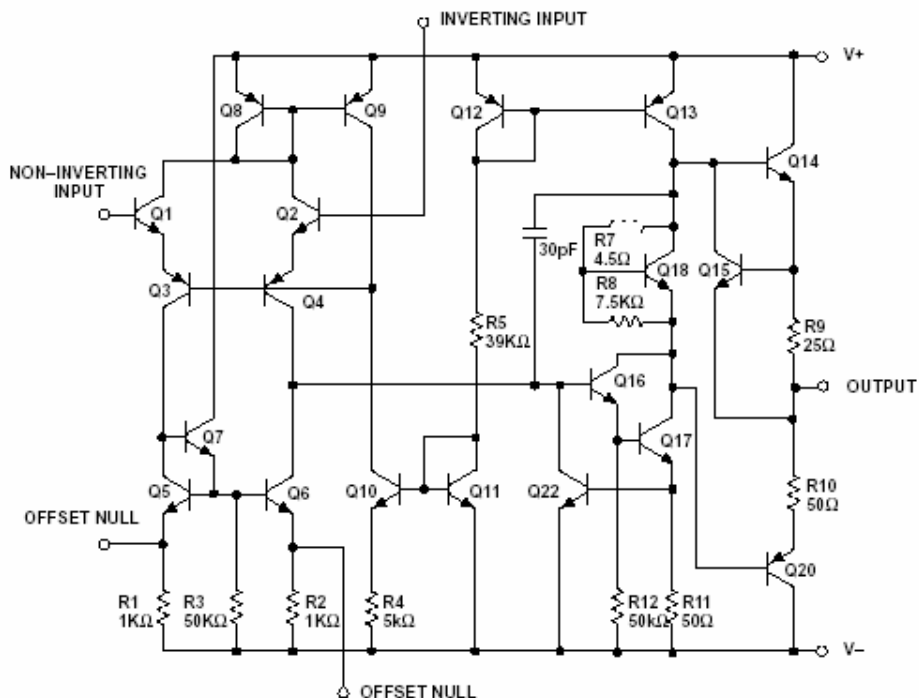 INVERTING INPUT
V+
Q8
Q9
Q12
Q13
Q14
NON–INVERTING
INPUT
Q1
Q2
30pF
R7
4.5Ω
Q18
Q15
Q3
Q4
R8
7.5KΩ
R5
39KΩ
R9
25Ω
Q16
OUTPUT
Q7
Q17
Q5
Q6
Q10
Q11
Q22
R10
50Ω
OFFSET NULL
Q20
R1
1KΩ
R3
50KΩ
R2
1KΩ
R4
5kΩ
R12
50kΩ
R11
50Ω
V–
OFFSET NULL